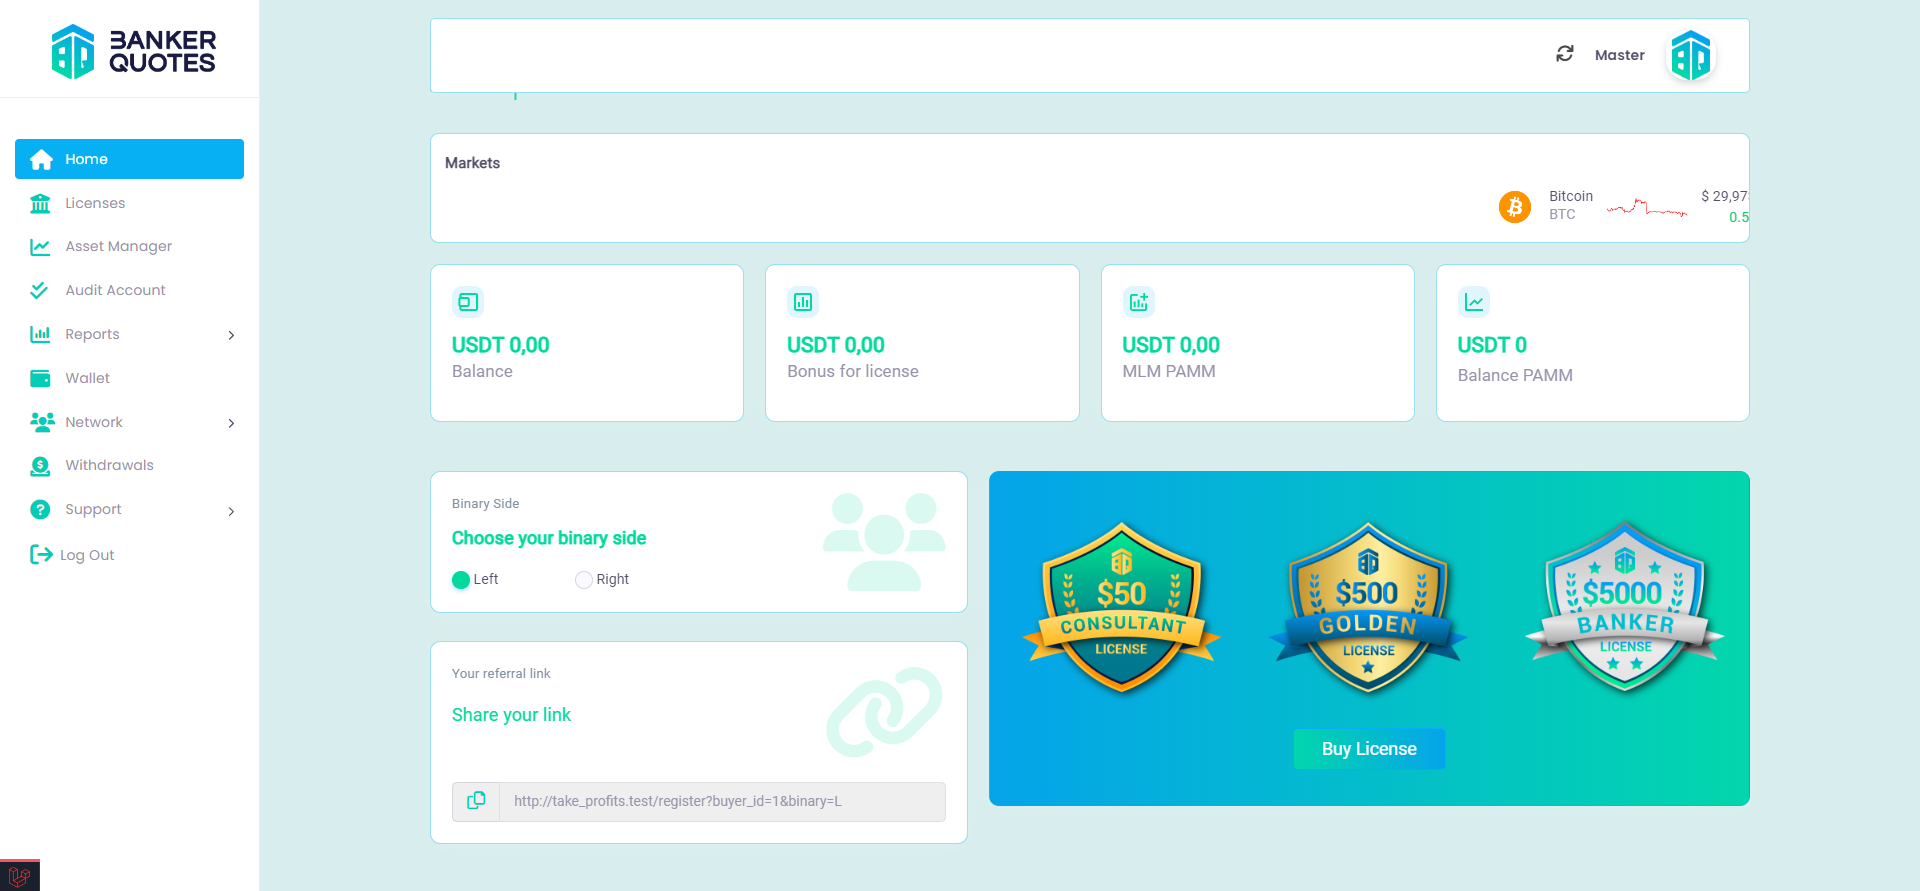 BANKER
QUOTES
Master
Home
Licenses
Asset Manager
Audit Account
Reports
Wallet
Network
Withdrawals
Support
Log Out
Markets
Bitcoin
BTC
$ 29,97
0.5
USDT 0,00
Balance
USDT 0,00
Bonus for license
USDT 0,00
MLM PAMM
USDT 0
Balance PAMM
Binary Side
Choose your binary side
Left
Right
Your referral link
Share your link
http://take_profits.test/register?buyer_id=1&binary=L
$50
CONSULTANT
LICENSE
$500
GOLDEN
LICENSE
$5000
BANKER
LICENSE
Buy License